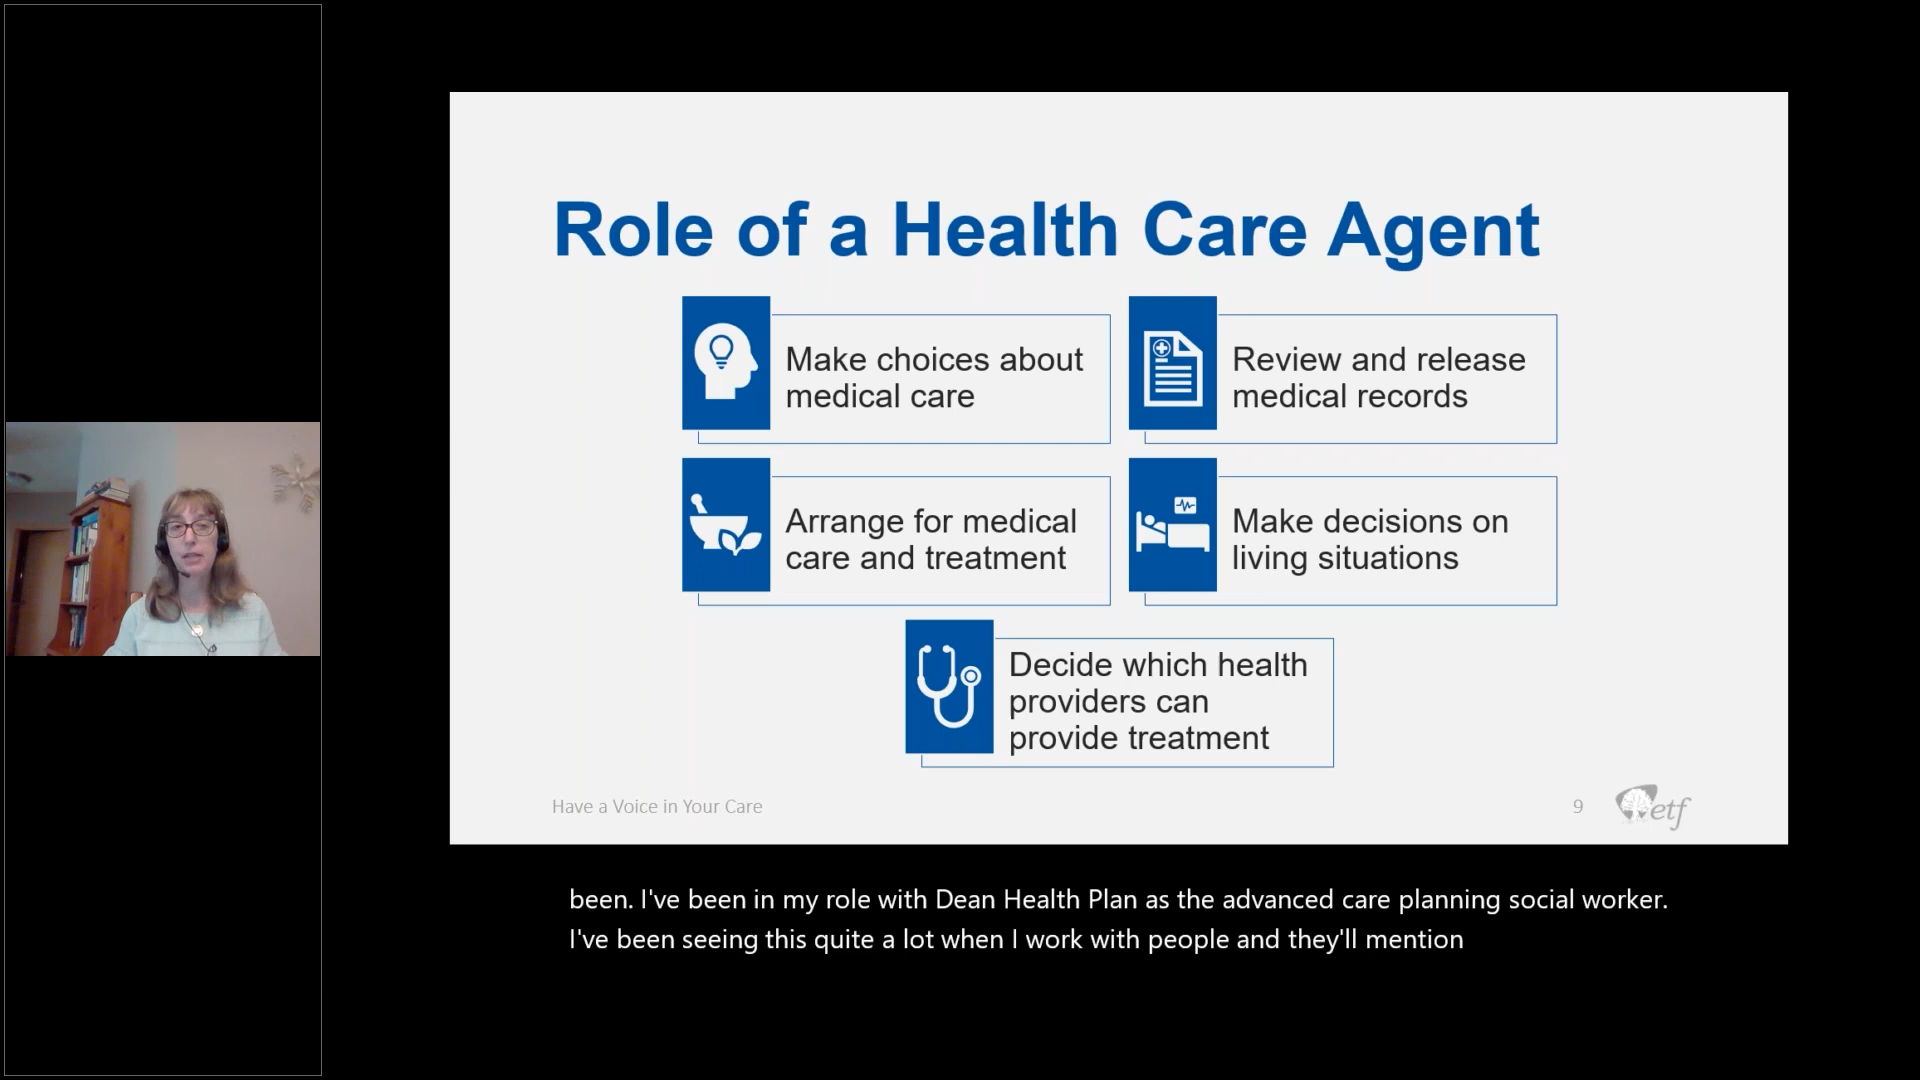 Role of a Health Care Agent
Make choices about
medical care
Review and release
medical records
Arrange for medical
care and treatment
Make decisions on
living situations
Decide which health
providers can
provide treatment
Have a Voice in Your Care
9
etf
been. I've been in my role with Dean Health Plan as the advanced care planning social worker.
I've been seeing this quite a lot when I work with people and they'll mention